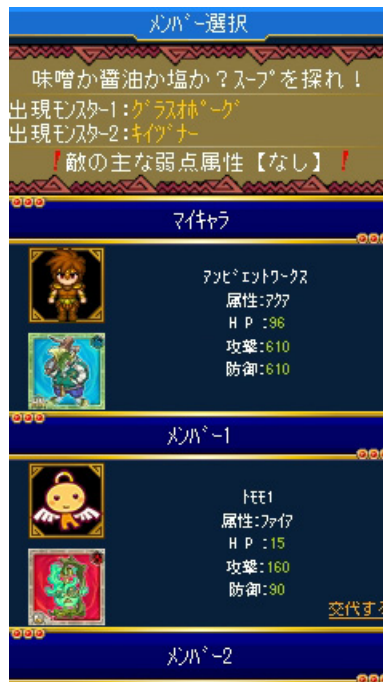 ﾒﾝﾊﾞｰ選択
味噌か醤油か塩か？ｽｰﾌﾟを探れ！
出現ﾓﾝｽﾀｰ1:ｸﾞﾗｽｵﾎﾟｰｸﾞ
出現ﾓﾝｽﾀｰ2:ｷｲﾂﾞﾅｰ
！敵の主な弱点属性【なし】！
ﾏｲｷｬﾗ
ｱﾝﾋﾞｴﾝﾄﾜｰｸｽ
属性:ｱｸｱ
ＨＰ:96
攻撃:610
防御:610
ﾒﾝﾊﾞｰ1
ﾄﾓﾓ1
属性:ﾌｧｲｱ
ＨＰ:15
攻撃:160
防御:90
交代する
ﾒﾝﾊﾞｰ2